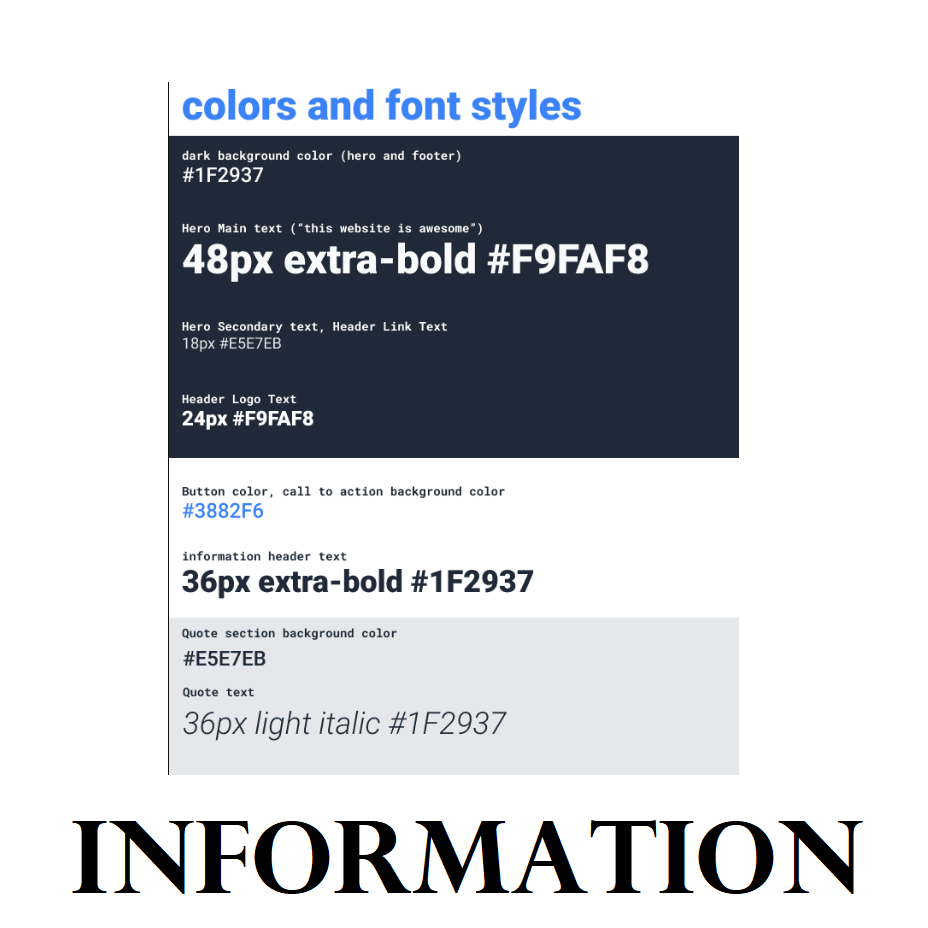 colors and font styles
dark background color (hero and footer)
#1F2937
Hero Main text (“this website is awesome”)
48px extra-bold #F9FAF8
Hero Secondary text, Header Link Text
18px #E5E7EB
Header Logo Text
24px #F9FAF8
Button color, call to action background color
#3882F6
information header text
36px extra-bold #1F2937
Quote section background color
#E5E7EB
Quote text
36px light italic #1F2937
INFORMATION